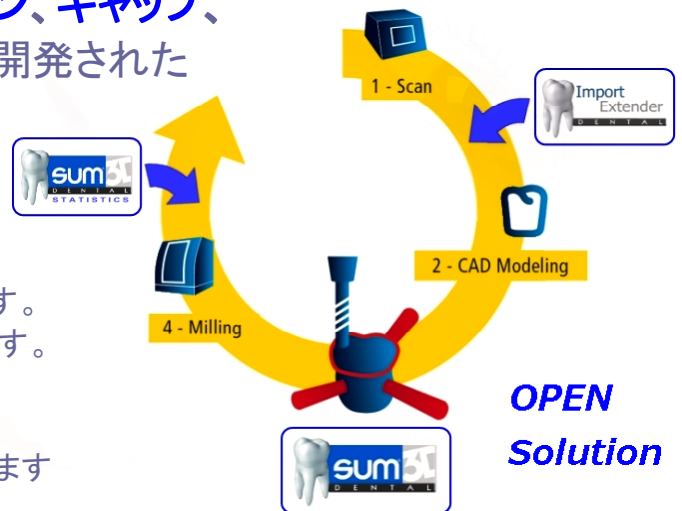 ン、キャップ、
開発された
1 - Scan
Import
Extender
DENTAL
sum3D
DENTAL
STATISTICS
2 - CAD Modeling
す。
4 - Milling
す。
OPEN
Solution
ます
sum3D
DENTAL